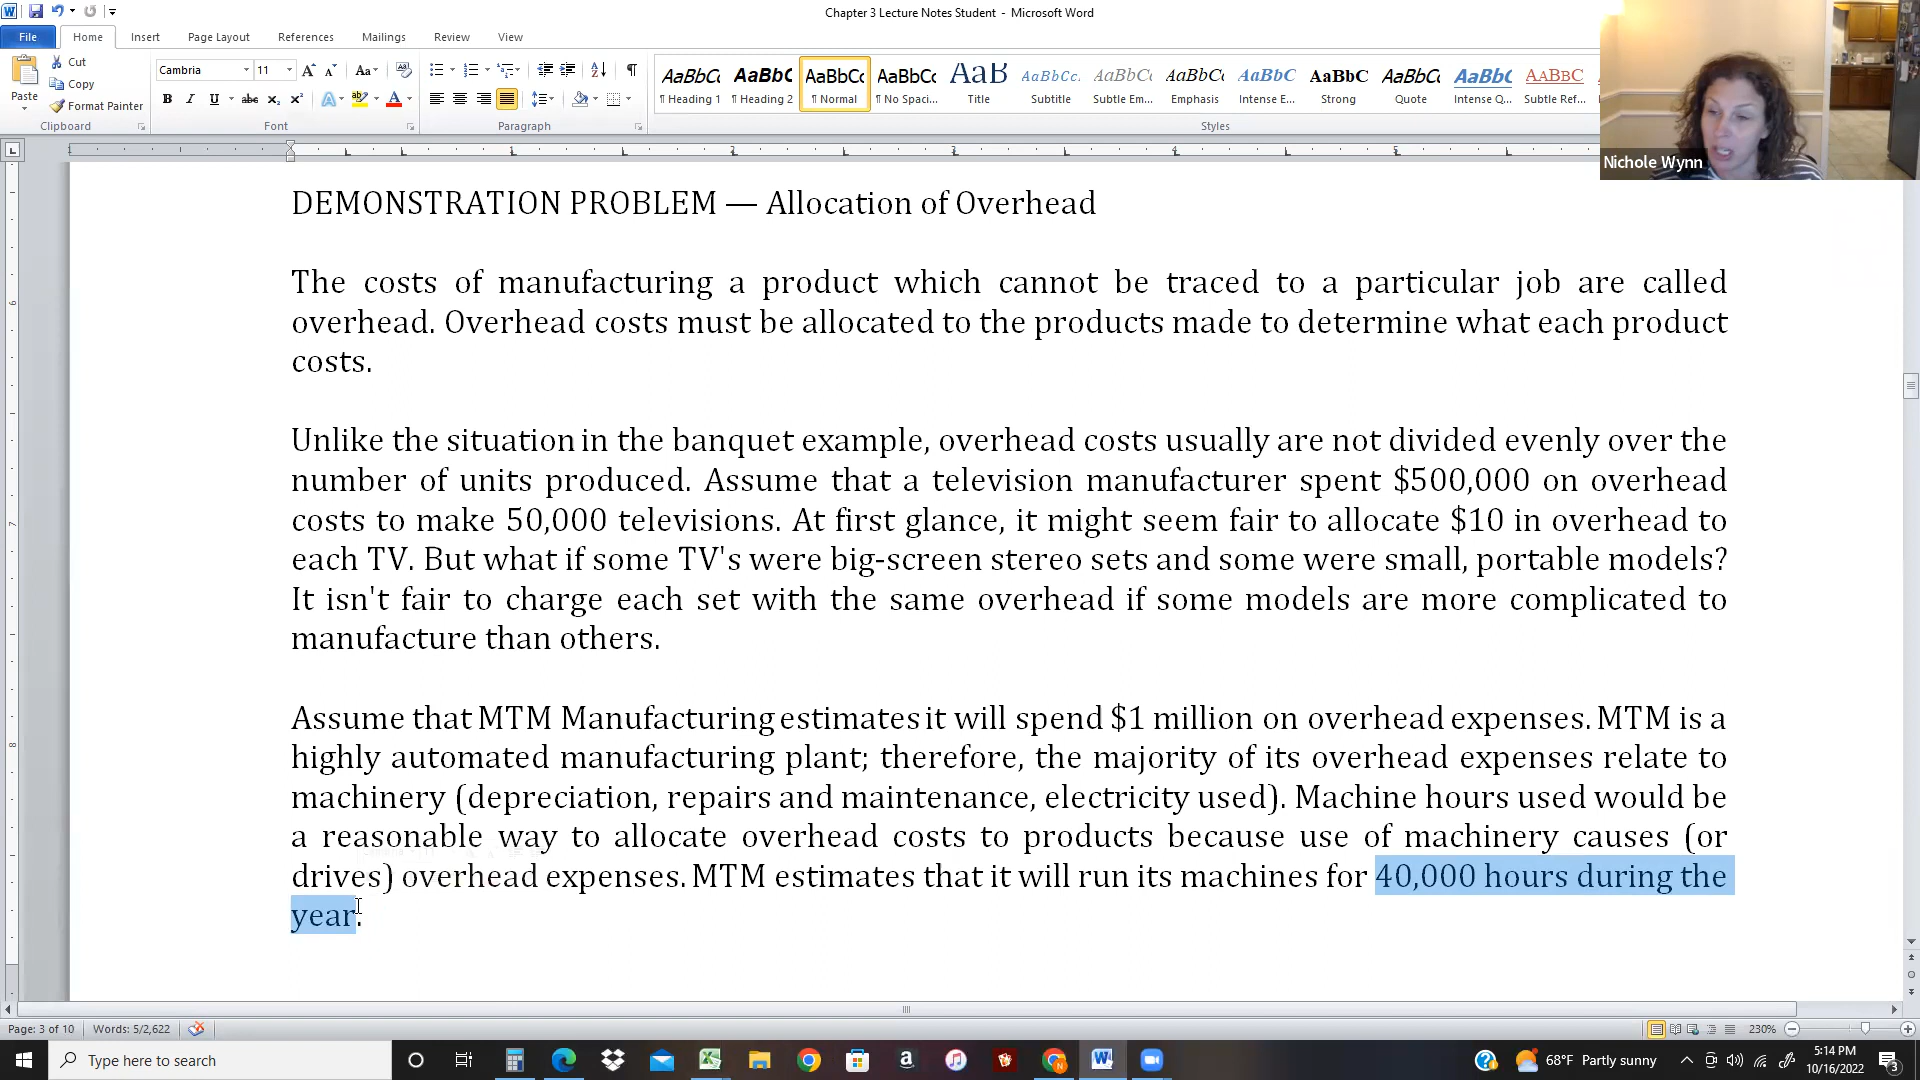 Chapter 3 Lecture Notes Student - Microsoft Word
File Home Insert Page Layout References Mailings Review View
Paste
Cut
Copy
Format Painter
Cambria 11
Clipboard Font Paragraph Styles
AaBbCc AaBbC AaBbCc AaBbCc AaB AaBbCc. AaBbCc AaBbCc AaBbC AaBbC AaBbCc AaBbC AABBC
Heading 1 Heading 2 ¶ Normal ¶ No Spaci... Title Subtitle Subtle Em... Emphasis Intense E... Strong Quote Intense Q... Subtle Ref...
Nichole Wynn
DEMONSTRATION PROBLEM — Allocation of Overhead
The costs of manufacturing a product which cannot be traced to a particular job are called
overhead. Overhead costs must be allocated to the products made to determine what each product
costs.
Unlike the situation in the banquet example, overhead costs usually are not divided evenly over the
number of units produced. Assume that a television manufacturer spent $500,000 on overhead
costs to make 50,000 televisions. At first glance, it might seem fair to allocate $10 in overhead to
each TV. But what if some TV's were big-screen stereo sets and some were small, portable models?
It isn't fair to charge each set with the same overhead if some models are more complicated to
manufacture than others.
Assume that MTM Manufacturing estimates it will spend $1 million on overhead expenses. MTM is a
highly automated manufacturing plant; therefore, the majority of its overhead expenses relate to
machinery (depreciation, repairs and maintenance, electricity used). Machine hours used would be
a reasonable way to allocate overhead costs to products because use of machinery causes (or
drives) overhead expenses. MTM estimates that it will run its machines for 40,000 hours during the
year.
Page: 3 of 10 Words: 5/2,622 230%
Type here to search
68°F Partly sunny
5:14 PM
10/16/2022
3